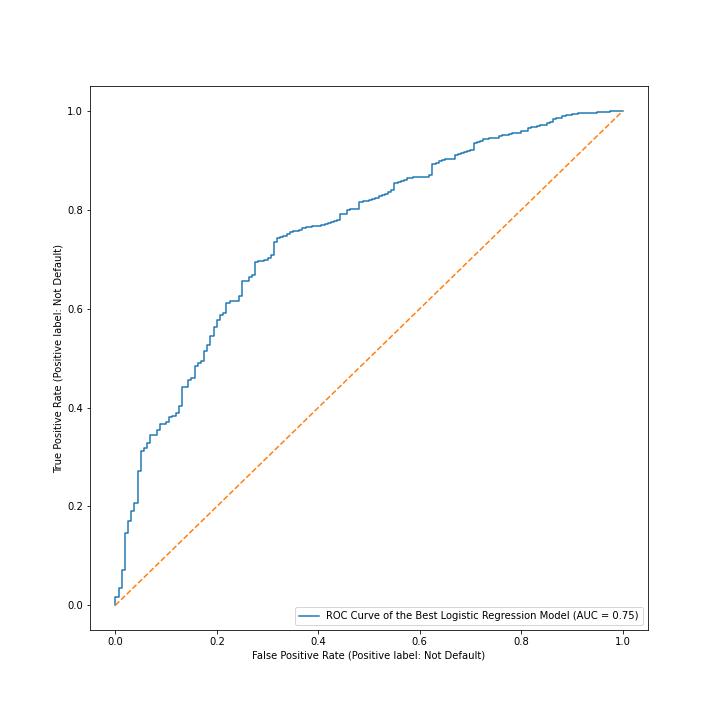 1.0
0.8
0.6
0.4
0.2
0.0
True Positive Rate (Positive label: Not Default)
ROC Curve of the Best Logistic Regression Model (AUC = 0.75)
0.0 0.2 0.4 0.6 0.8 1.0
False Positive Rate (Positive label: Not Default)